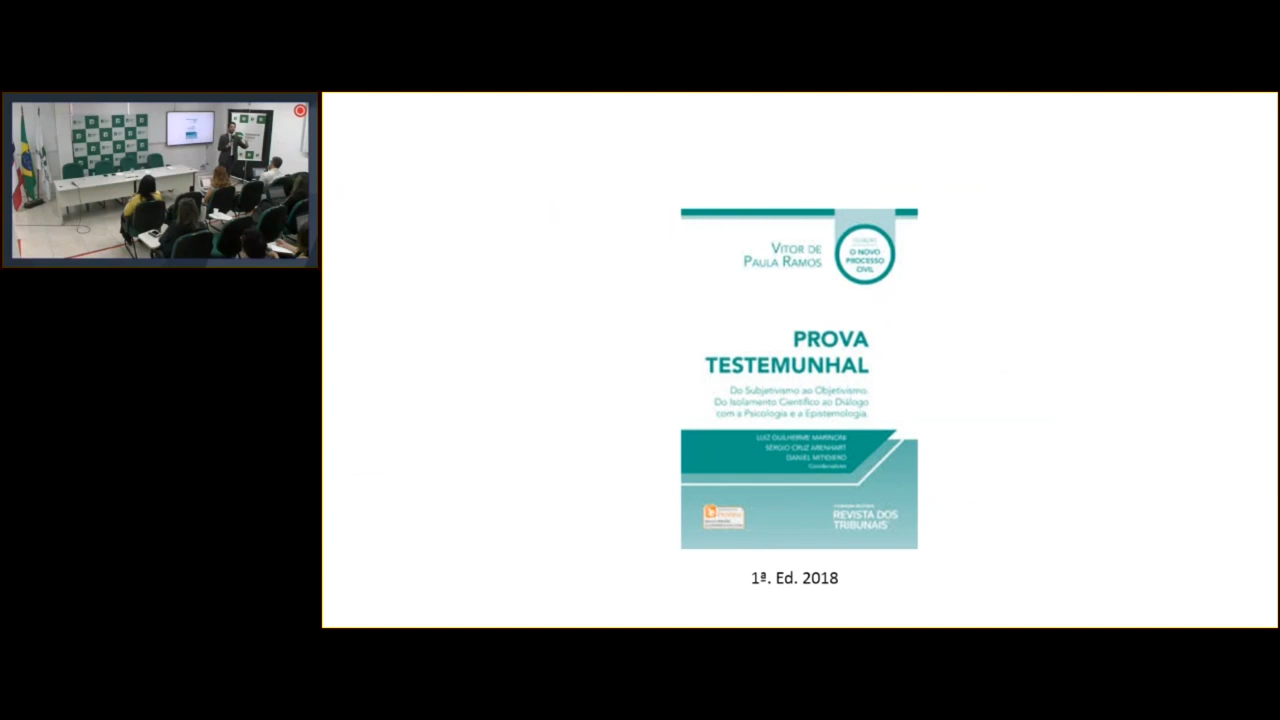 VITOR DE
PAULA RAMOS
O NOVO
PROCESSO
CIVIL
PROVA
TESTEMUNHAL
Do Subjetivismo ao Objetivismo.
Do Isolamento Científico ao Diálogo
com a Psicologia e a Epistemologia.
LUIZ GUILHERME MARINONI
SÉRGIO CRUZ ARENHART
DANIEL MITIDIERO
Coordenadores
REVISTA DOS
TRIBUNAIS
1ª. Ed. 2018